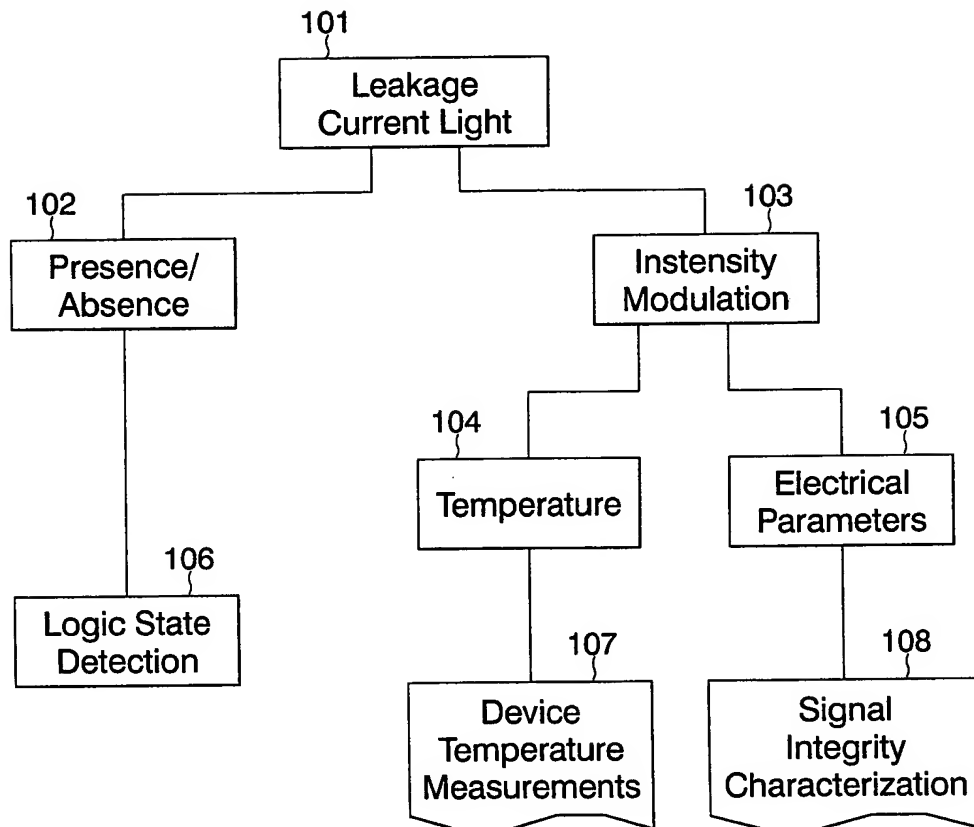 101
Leakage
Current Light
102
Presence/
Absence
103
Instensity
Modulation
104
Temperature
105
Electrical
Parameters
106
Logic State
Detection
107
Device
Temperature
Measurements
108
Signal
Integrity
Characterization